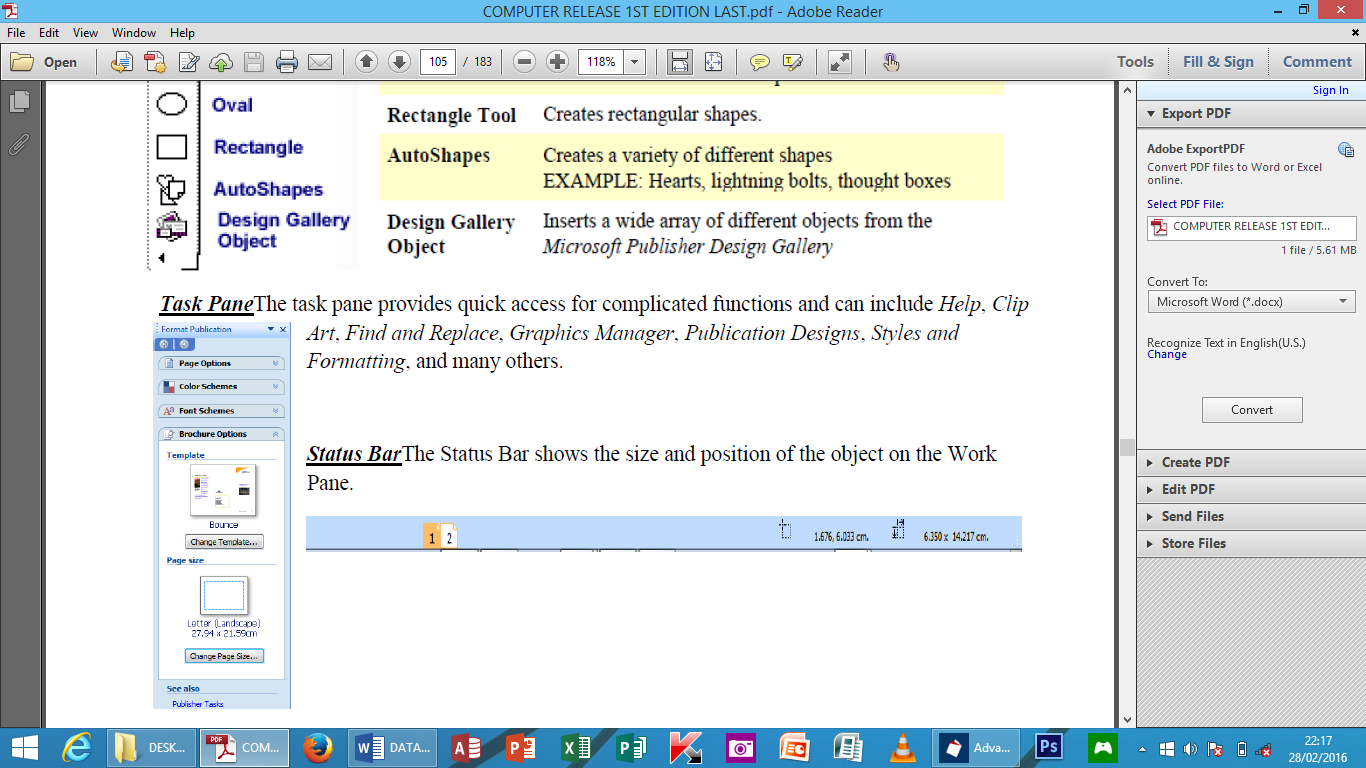 COMPUTER RELEASE 1ST EDITION LAST.pdf - Adobe Reader
File Edit View Window Help
Open 105 / 183 118% Tools Fill & Sign Comment
Sign In
Export PDF
Adobe ExportPDF
Convert PDF files to Word or Excel
online.
Select PDF File:
COMPUTER RELEASE 1ST EDIT...
1 file / 5.61 MB
Convert To:
Microsoft Word (*.docx)
Recognize Text in English(U.S.)
Change
Convert
Create PDF
Edit PDF
Send Files
Store Files
Oval
Rectangle
AutoShapes
Design Gallery
Object
Rectangle Tool Creates rectangular shapes.
AutoShapes Creates a variety of different shapes
EXAMPLE: Hearts, lightning bolts, thought boxes
Design Gallery Inserts a wide array of different objects from the
Object Microsoft Publisher Design Gallery
Task PaneThe task pane provides quick access for complicated functions and can include Help, Clip
Art, Find and Replace, Graphics Manager, Publication Designs, Styles and
Formatting, and many others.
Format Publication
Page Options
Color Schemes
Font Schemes
Brochure Options
Template
Bounce
Change Template...
Page size
Letter (Landscape)
27.94 x 21.59cm
Change Page Size...
See also
Publisher Tasks
Status BarThe Status Bar shows the size and position of the object on the Work
Pane.
1 2 1.676, 6.033 cm. 6.350 x 14.217 cm.
DESK... COM... DATA... Adva...
22:17
28/02/2016